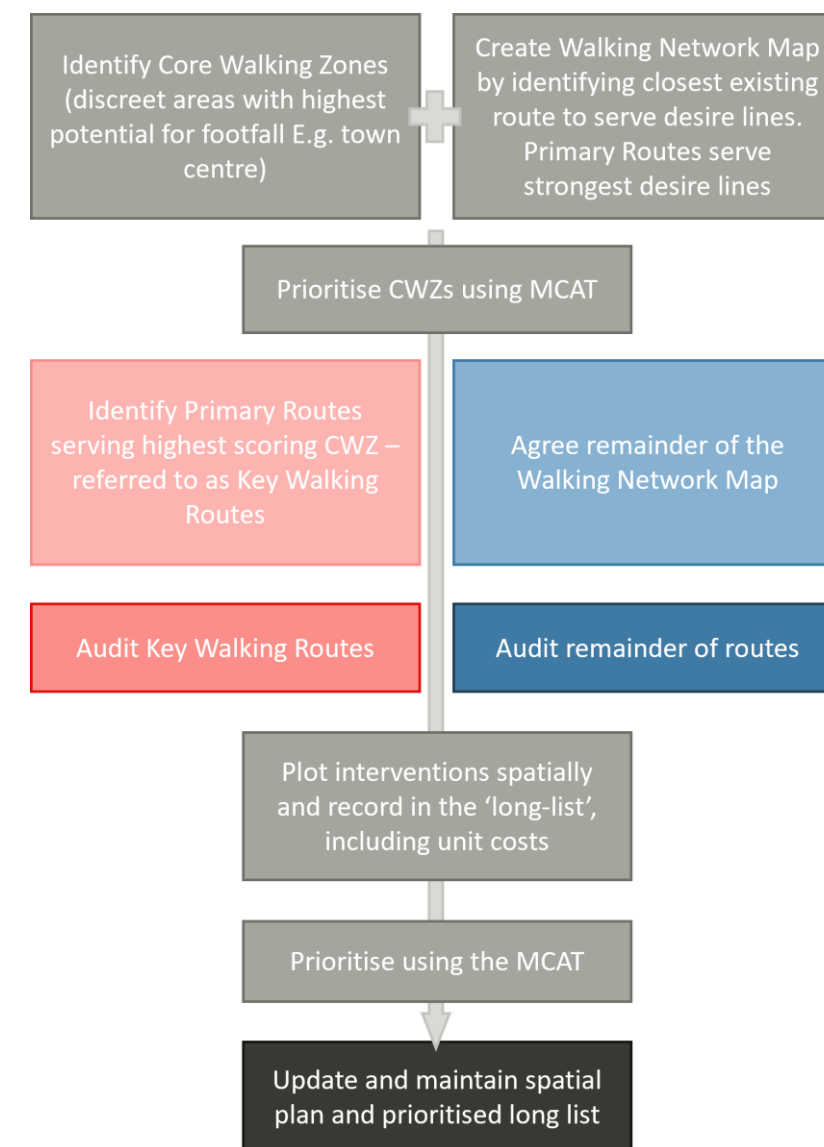 Identify Core Walking Zones
(discreet areas with highest
potential for footfall E.g. town
centre)
Create Walking Network Map
by identifying closest existing
route to serve desire lines.
Primary Routes serve
strongest desire lines
Prioritise CWZs using MCAT
Identify Primary Routes
serving highest scoring CWZ –
referred to as Key Walking
Routes
Agree remainder of the
Walking Network Map
Audit Key Walking Routes
Audit remainder of routes
Plot interventions spatially
and record in the ‘long-list’,
including unit costs
Prioritise using the MCAT
Update and maintain spatial
plan and prioritised long list